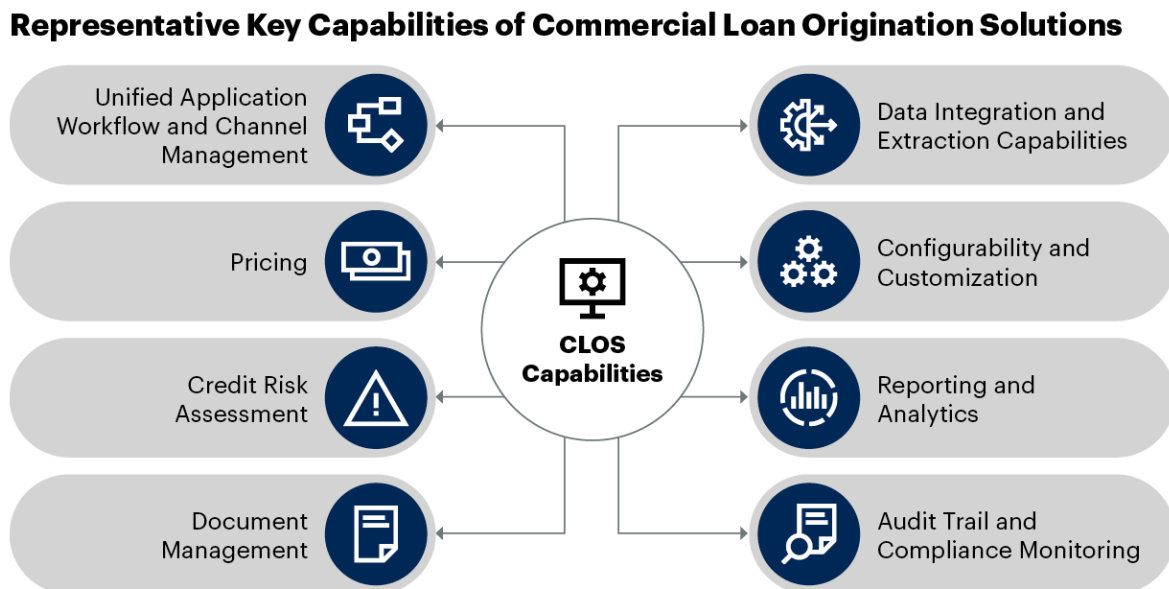 Representative Key Capabilities of Commercial Loan Origination Solutions
Unified Application
Workflow and Channel
Management
Pricing
Credit Risk
Assessment
Document
Management
CLOS
Capabilities
Data Integration and
Extraction Capabilities
Configurability and
Customization
Reporting and
Analytics
Audit Trail and
Compliance Monitoring